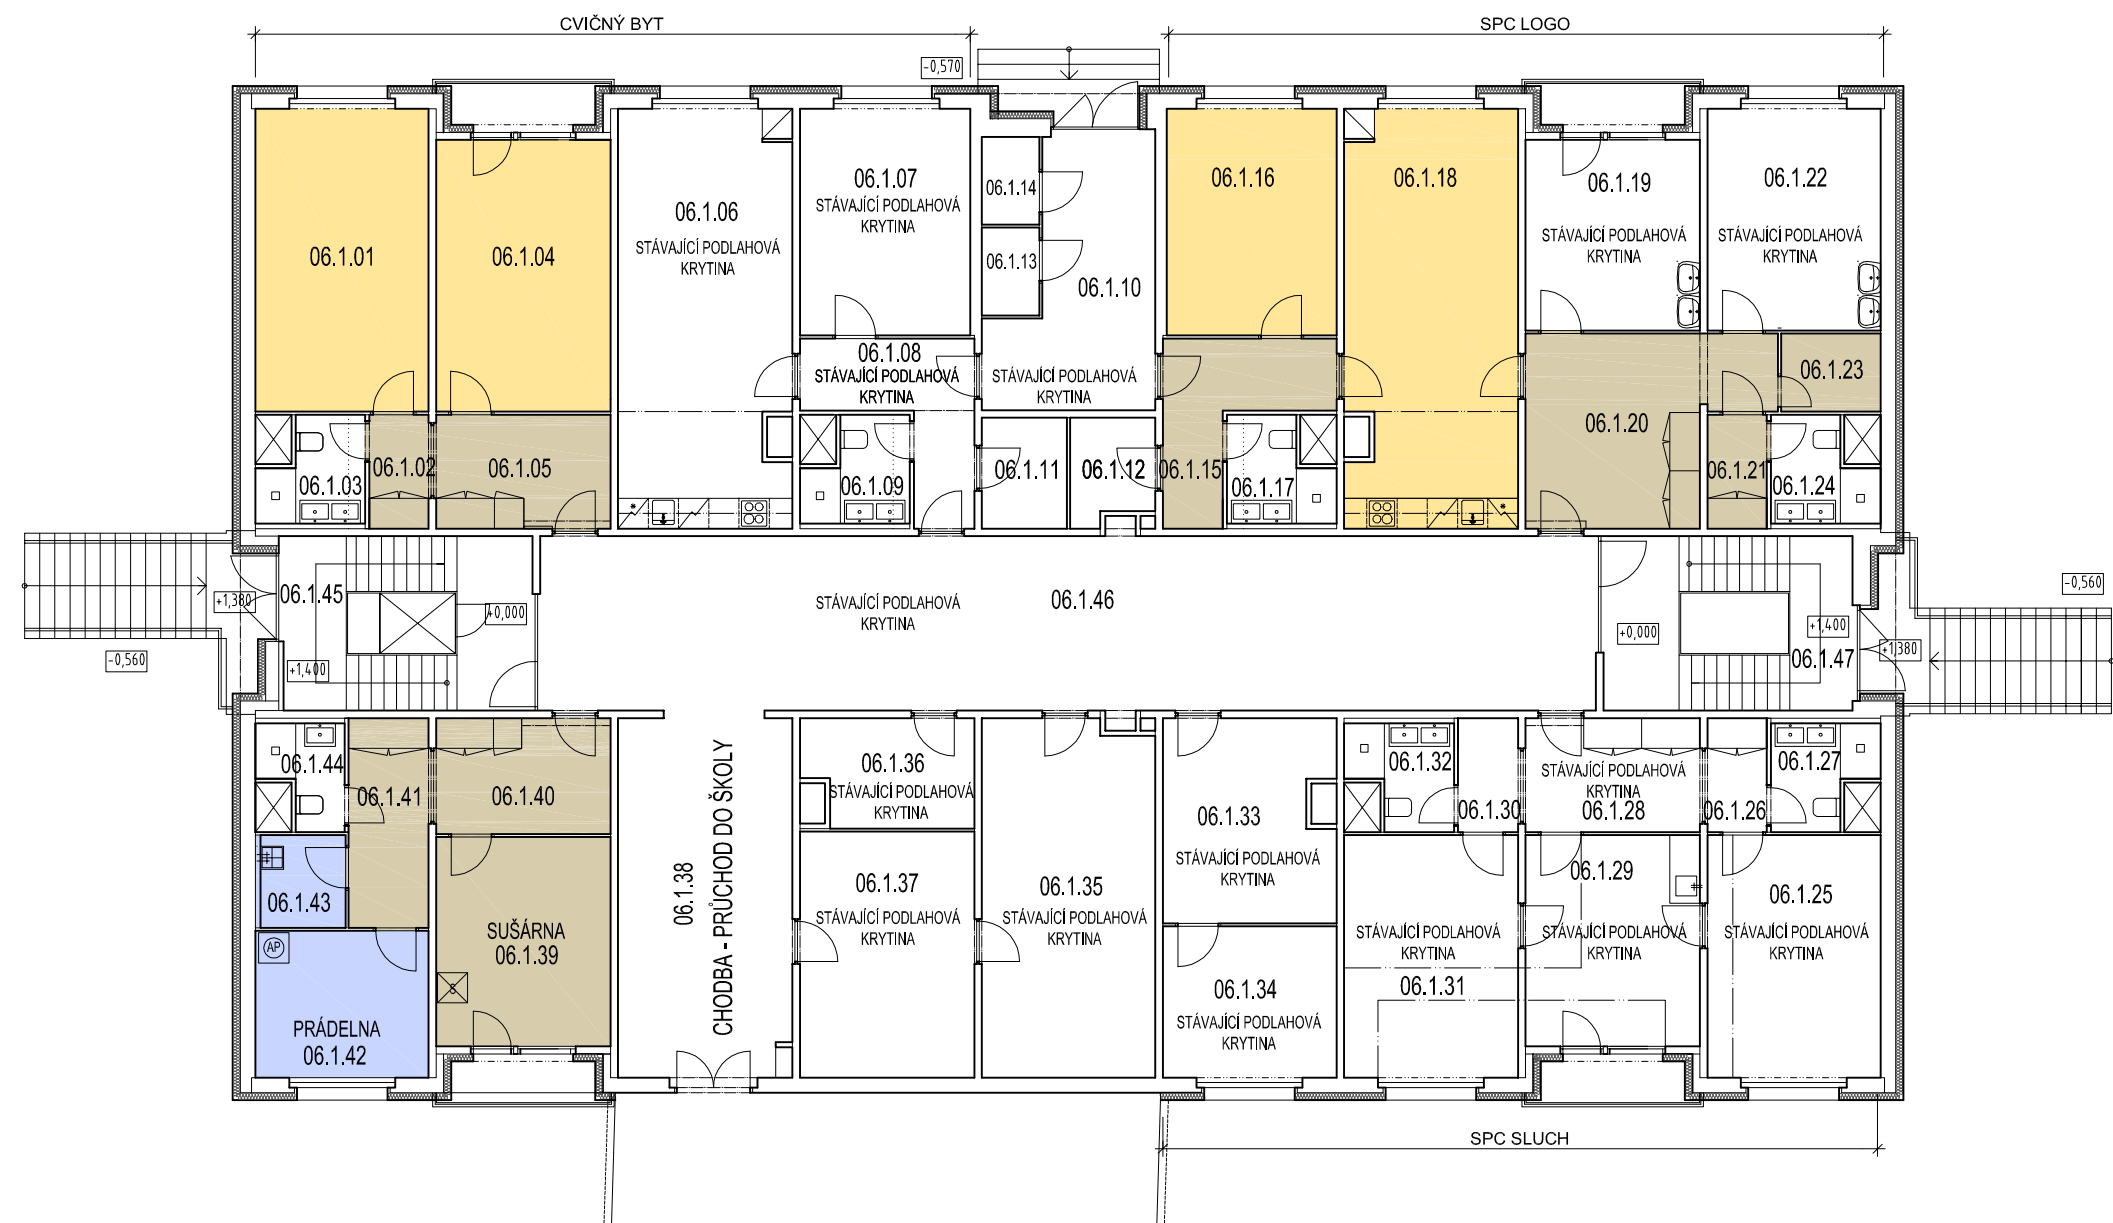 CVIČNÝ BYT
SPC LOGO
-0,570
06.1.01
06.1.04
06.1.06
STÁVAJÍCÍ PODLAHOVÁ
KRYTINA
06.1.07
STÁVAJÍCÍ PODLAHOVÁ
KRYTINA
06.1.14
06.1.13
06.1.10
STÁVAJÍCÍ PODLAHOVÁ
KRYTINA
06.1.16
06.1.18
06.1.19
STÁVAJÍCÍ PODLAHOVÁ
KRYTINA
06.1.22
STÁVAJÍCÍ PODLAHOVÁ
KRYTINA
06.1.08
STÁVAJÍCÍ PODLAHOVÁ
KRYTINA
06.1.23
06.1.20
06.1.03
06.1.02
06.1.05
06.1.09
06.1.11
06.1.12
06.1.15
06.1.17
06.1.21
06.1.24
06.1.45
+1,380
+0,000
-0,560
+1,400
STÁVAJÍCÍ PODLAHOVÁ
KRYTINA
06.1.46
+0,000
+1,400
06.1.47
+1,380
-0,560
06.1.44
06.1.41
06.1.40
06.1.43
PRÁDELNA
06.1.42
AP
SUŠÁRNA
06.1.39
S
06.1.38
CHODBA - PRŮCHOD DO ŠKOLY
06.1.36
STÁVAJÍCÍ PODLAHOVÁ
KRYTINA
06.1.37
STÁVAJÍCÍ PODLAHOVÁ
KRYTINA
06.1.35
STÁVAJÍCÍ PODLAHOVÁ
KRYTINA
06.1.33
STÁVAJÍCÍ PODLAHOVÁ
KRYTINA
06.1.34
STÁVAJÍCÍ PODLAHOVÁ
KRYTINA
06.1.32
06.1.30
STÁVAJÍCÍ PODLAHOVÁ
KRYTINA
06.1.28
06.1.26
06.1.27
STÁVAJÍCÍ PODLAHOVÁ
KRYTINA
06.1.31
06.1.29
STÁVAJÍCÍ PODLAHOVÁ
KRYTINA
06.1.25
STÁVAJÍCÍ PODLAHOVÁ
KRYTINA
SPC SLUCH